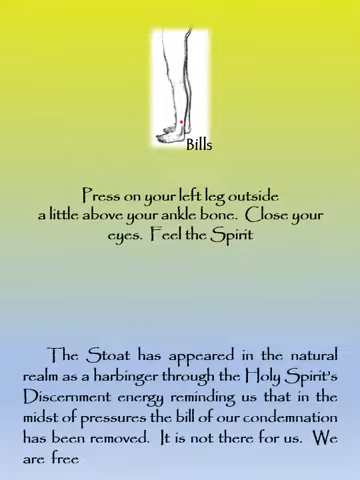 Bills
Press on your left leg outside
a little above your ankle bone. Close your
eyes. Feel the Spirit
The Stoat has appeared in the natural
realm as a harbinger through the Holy Spirit's
Discernment energy reminding us that in the
midst of pressures the bill of our condemnation
has been removed. It is not there for us. We
are free